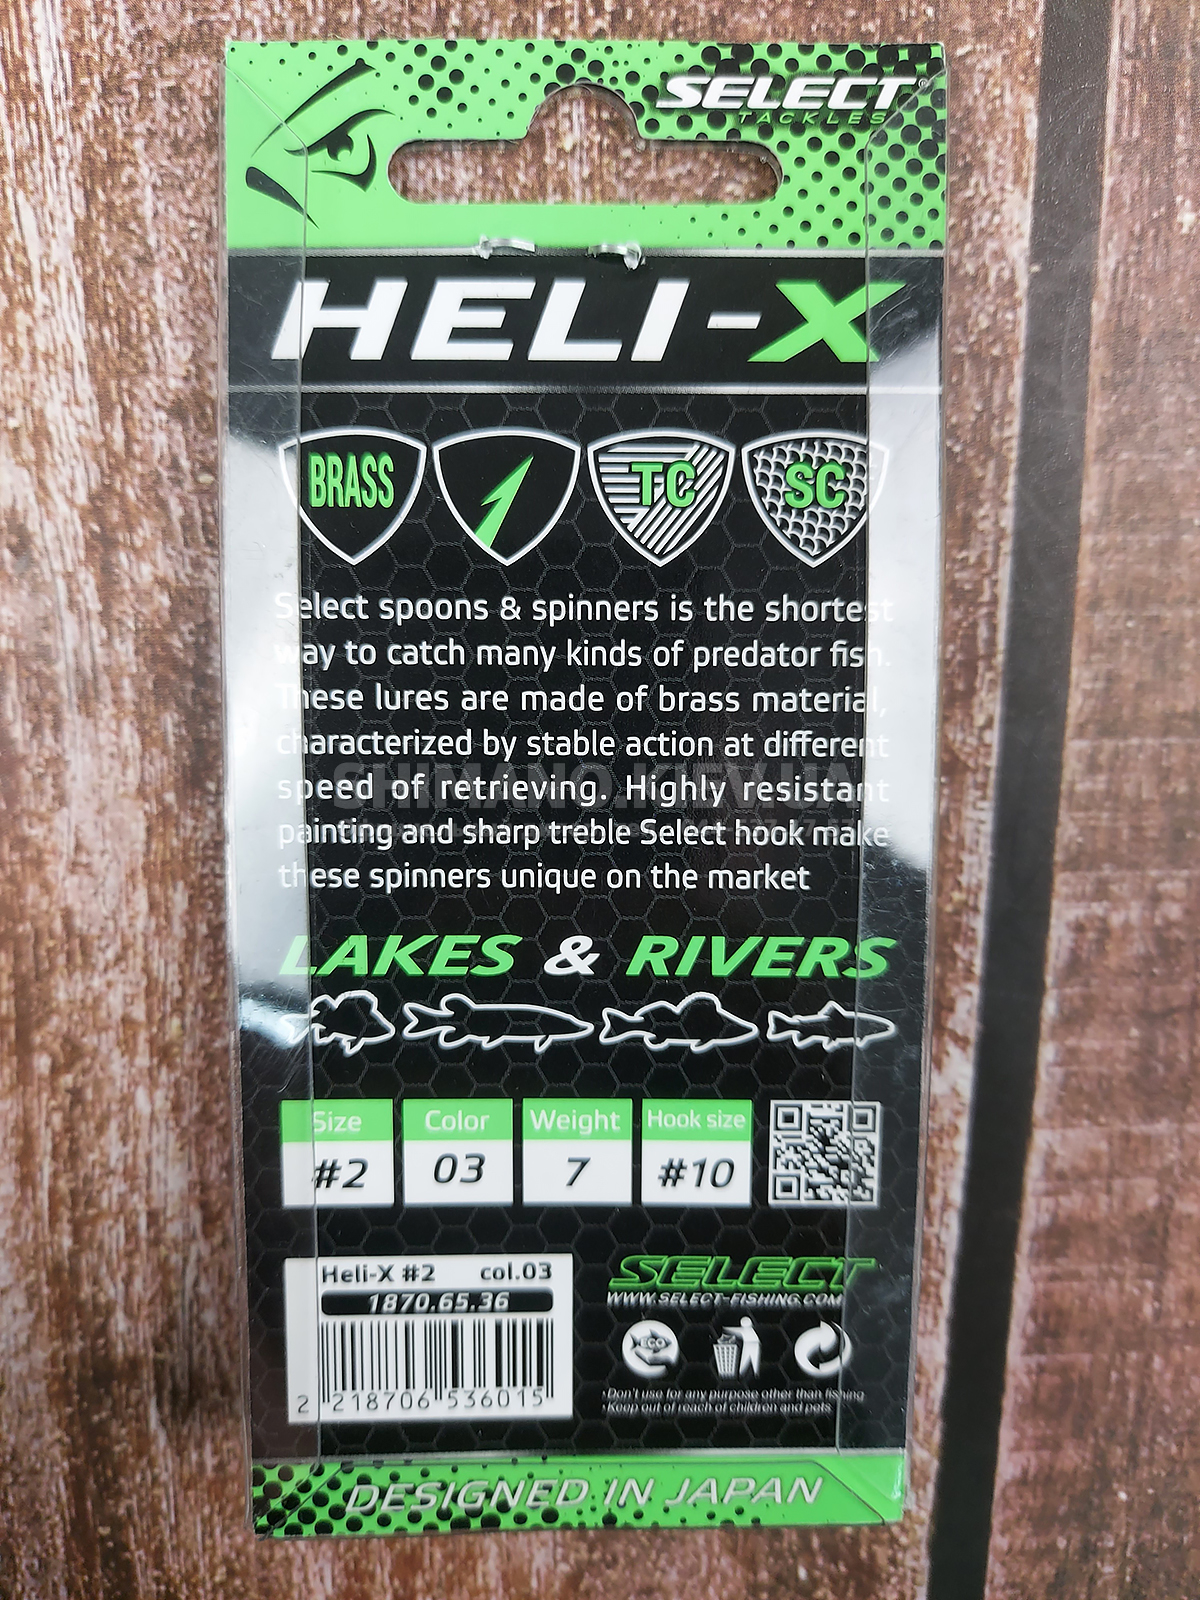 SELECT
TACKLES
HELI-X
BRASS
TC
SC
Select spoons & spinners is the shortest
way to catch many kinds of predator fish.
These lures are made of brass material,
characterized by stable action at different
speed of retrieving. Highly resistant
SHIMANO.KIEV.UA
painting and sharp treble Select hook make
these spinners unique on the market
LAKES & RIVERS
Size Color Weight Hook size
#2 03 7 #10
Heli-X #2 col.03
1870.65.36
2 218706 536015
SELECT
WWW.SELECT-FISHING.COM
ECO
Don't use for any purpose other than fishing
Keep out of reach of children and pets
DESIGNED IN JAPAN